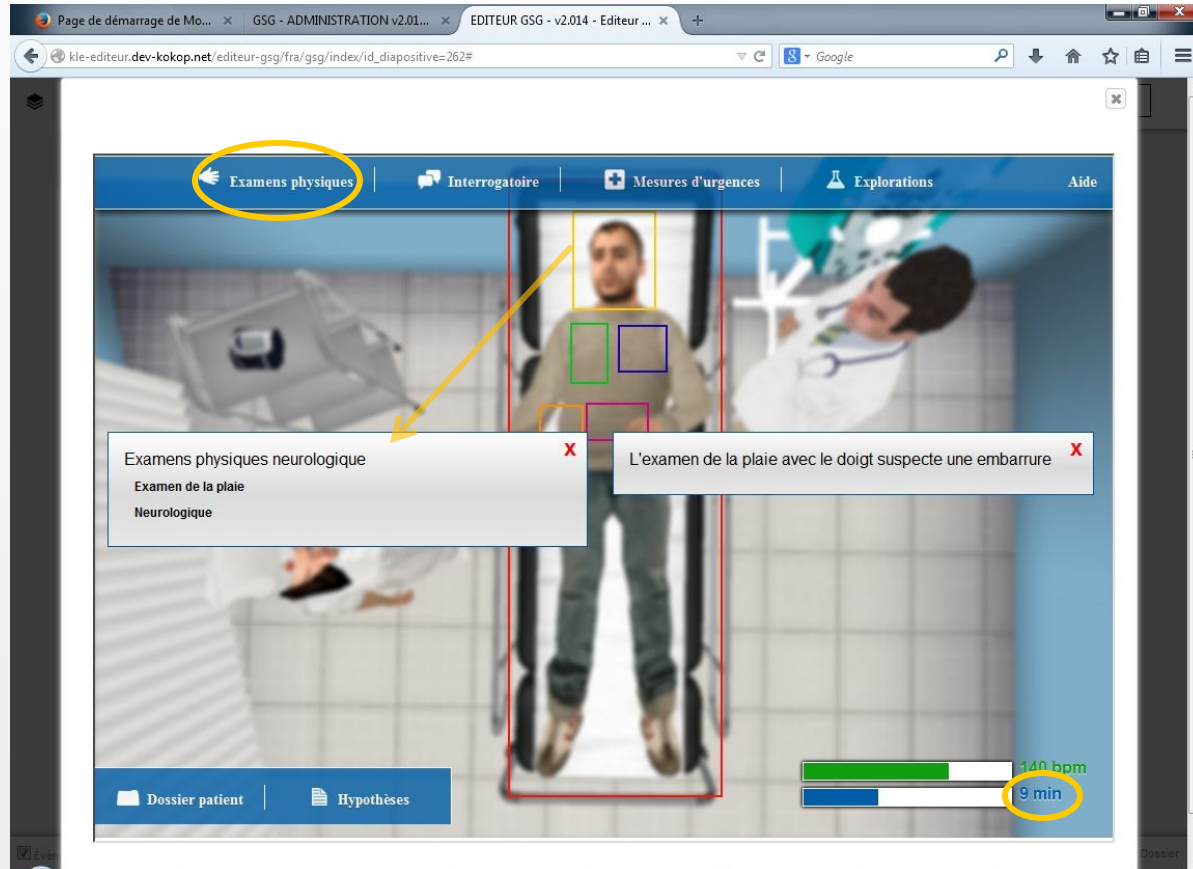 Page de démarrage de Mo... × GSG - ADMINISTRATION v2.01... × EDITEUR GSG - v2.014 - Editeur ... × +
kle-editeur.dev-kokop.net/editeur-gsg/fra/gsg/index/id_diapositive=262# Google
Examens physiques Interrogatoire Mesures d'urgences Explorations Aide
Examens physiques neurologique X
Examen de la plaie
Neurologique
L'examen de la plaie avec le doigt suspecte une embarrure X
140 bpm
9 min
Dossier patient Hypothèses
Dossier